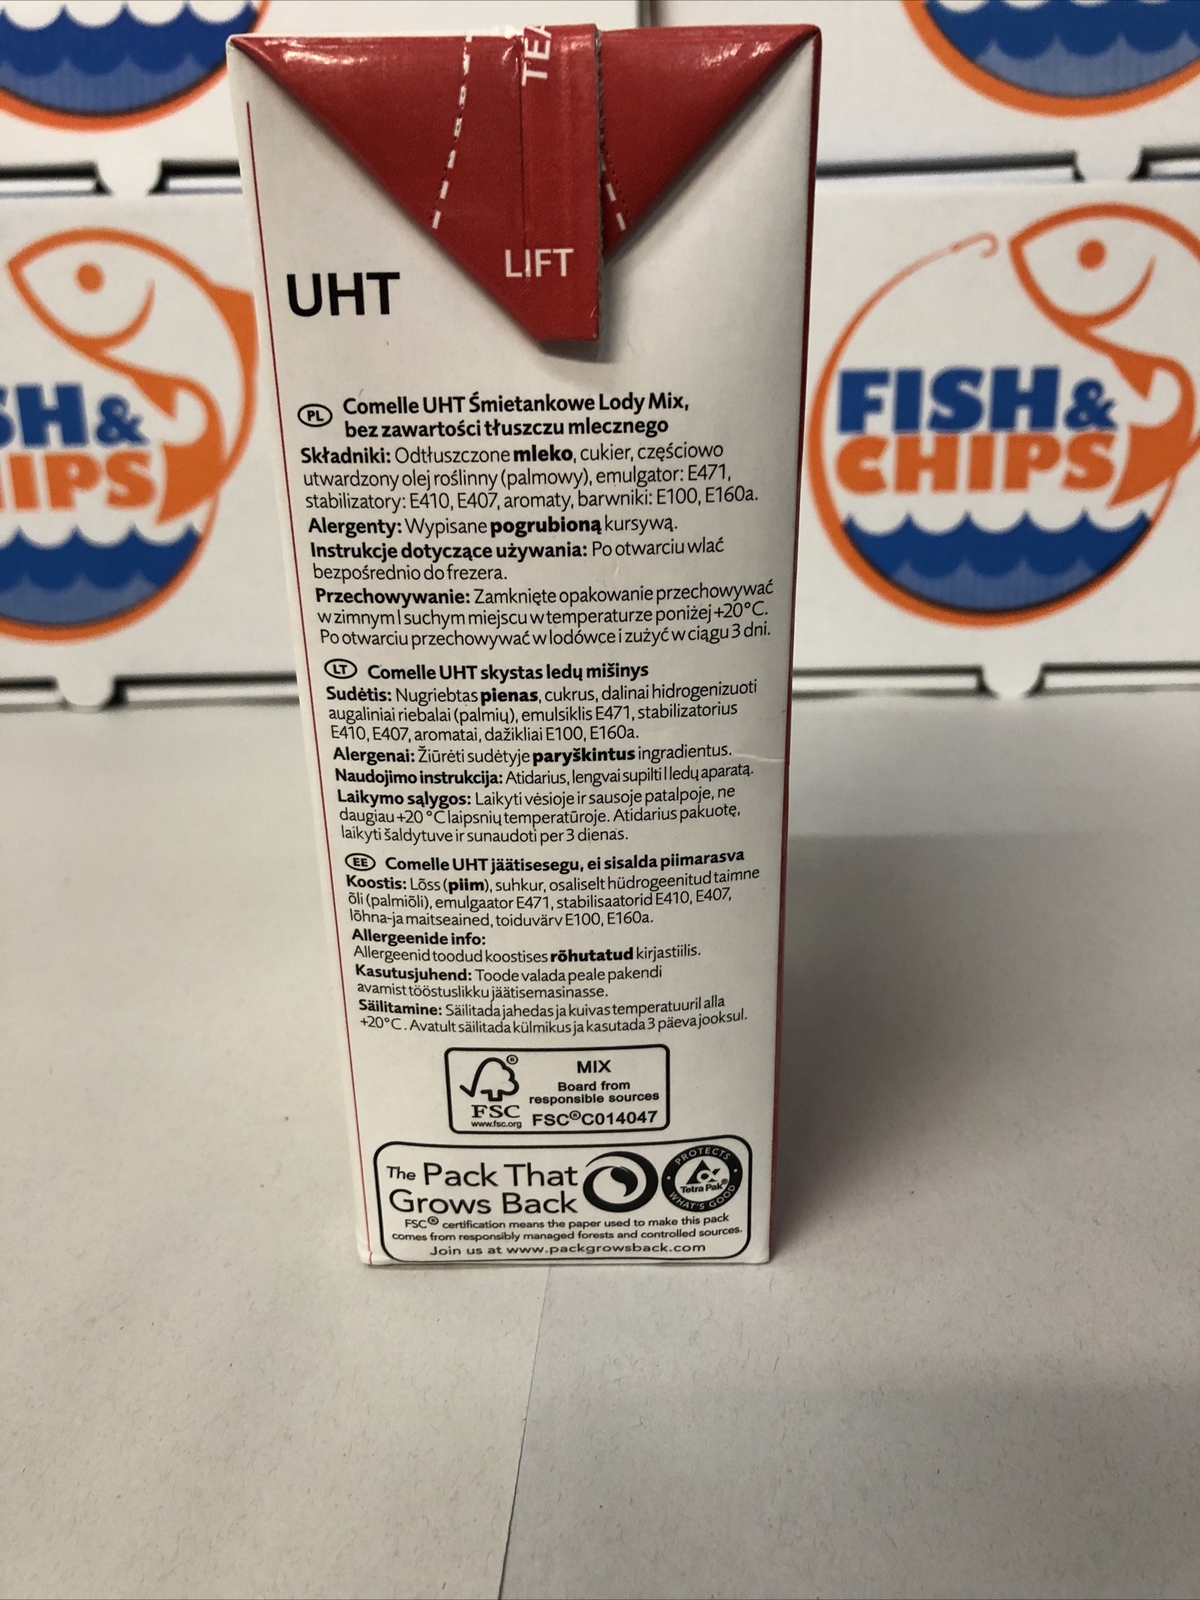 TEA
LIFT
UHT
PL Comelle UHT Śmietankowe Lody Mix,
bez zawartości tłuszczu mlecznego
Składniki: Odtłuszczone mleko, cukier, częściowo
utwardzony olej roślinny (palmowy), emulgator: E471,
stabilizatory: E410, E407, aromaty, barwniki: E100, E160a.
Alergenty: Wypisane pogrubioną kursywą.
Instrukcje dotyczące używania: Po otwarciu wlać
bezpośrednio do frezera.
Przechowywanie: Zamknięte opakowanie przechowywać
w zimnym I suchym miejscu w temperaturze poniżej +20°C.
Po otwarciu przechowywać w lodówce i zużyć w ciągu 3 dni.
LT Comelle UHT skystas ledų mišinys
Sudėtis: Nugriebtas pienas, cukrus, dalinai hidrogenizuoti
augaliniai riebalai (palmių), emulsiklis E471, stabilizatorius
E410, E407, aromatai, dažikliai E100, E160a.
Alergenai: Žiūrėti sudėtyje paryškintus ingradientus.
Naudojimo instrukcija: Atidarius, lengvai supilti I ledų aparatą.
Laikymo sąlygos: Laikyti vėsioje ir sausoje patalpoje, ne
daugiau +20 °C laipsnių temperatūroje. Atidarius pakuotę,
laikyti šaldytuve ir sunaudoti per 3 dienas.
EE Comelle UHT jäätisesegu, ei sisalda piimarasva
Koostis: Lõss (piim), suhkur, osaliselt hüdrogeenitud taimne
õli (palmiõli), emulgaator E471, stabilisaatorid E410, E407,
lõhna-ja maitseained, toiduvärv E100, E160a.
Allergeenide info:
Allergeenid toodud koostises rõhutatud kirjastiilis.
Kasutusjuhend: Toode valada peale pakendi
avamist tööstuslikku jäätisemasinasse.
Säilitamine: Säilitada jahedas ja kuivas temperatuuril alla
+20°C. Avatult säilitada külmikus ja kasutada 3 päeva jooksul.
FSC®
www.fsc.org
MIX
Board from
responsible sources
FSC® C014047
The Pack That
Grows Back
PROTECTS
Tetra Pak®
WHAT'S GOOD
FSC® certification means the paper used to make this pack
comes from responsibly managed forests and controlled sources.
Join us at www.packgrowsback.com
SH&
IPS
FISH&
CHIPS